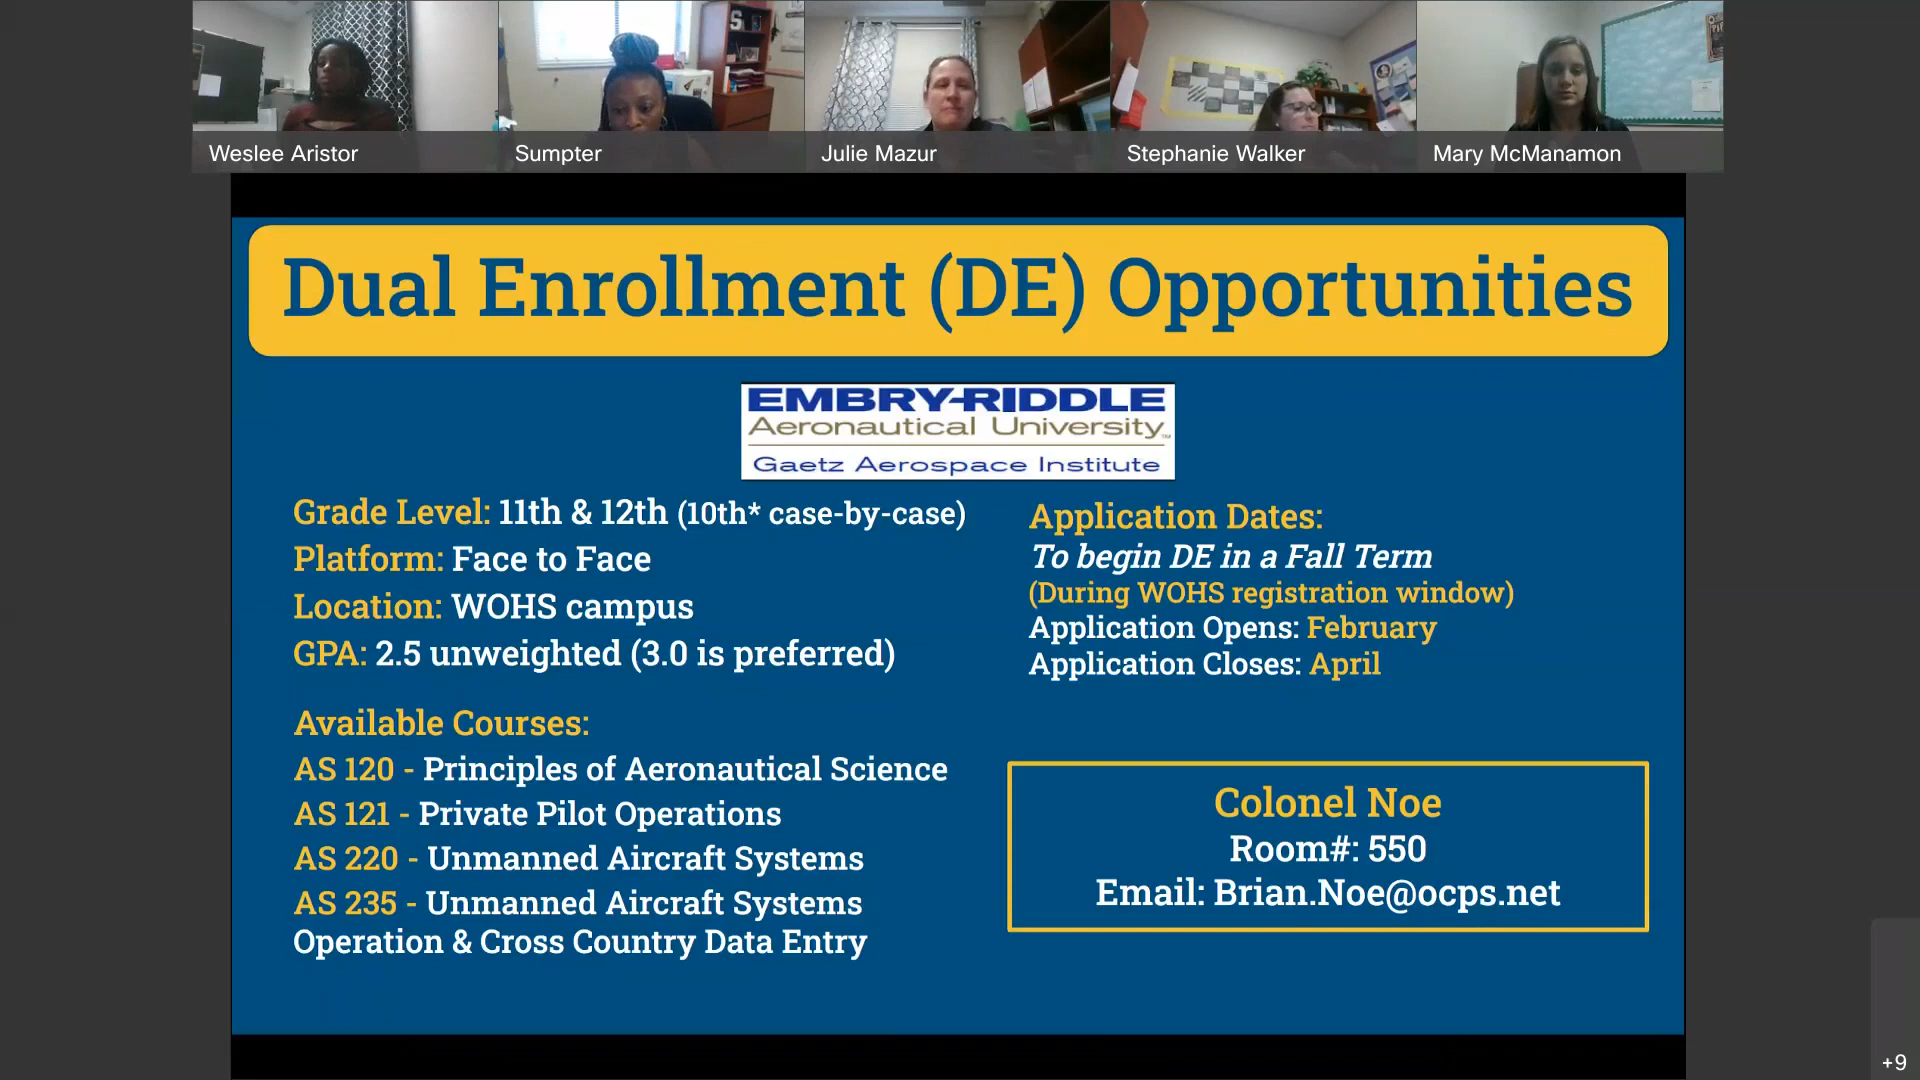 Weslee Aristor
Sumpter
Julie Mazur
Stephanie Walker
Mary McManamon
Dual Enrollment (DE) Opportunities
EMBRY-RIDDLE
Aeronautical University™
Gaetz Aerospace Institute
Grade Level: 11th & 12th (10th* case-by-case)
Platform: Face to Face
Location: WOHS campus
GPA: 2.5 unweighted (3.0 is preferred)
Available Courses:
AS 120 - Principles of Aeronautical Science
AS 121 - Private Pilot Operations
AS 220 - Unmanned Aircraft Systems
AS 235 - Unmanned Aircraft Systems
Operation & Cross Country Data Entry
Application Dates:
To begin DE in a Fall Term
(During WOHS registration window)
Application Opens: February
Application Closes: April
Colonel Noe
Room#: 550
Email: Brian.Noe@ocps.net
+9